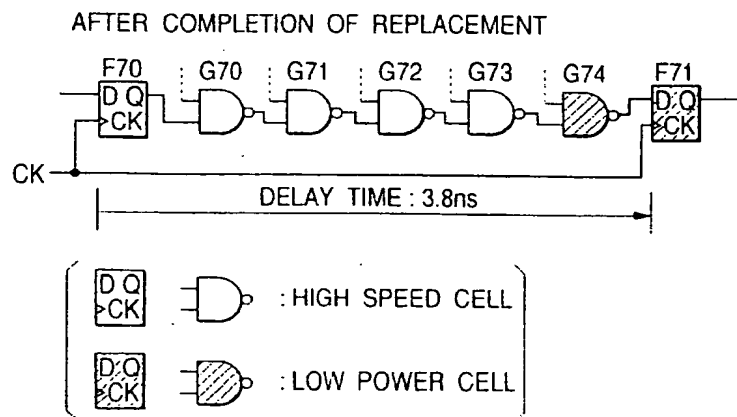 AFTER COMPLETION OF REPLACEMENT
F70 G70 G71 G72 G73 G74 F71
D Q D Q
CK CK
CK
DELAY TIME : 3.8ns
D Q
CK : HIGH SPEED CELL
D Q
CK : LOW POWER CELL